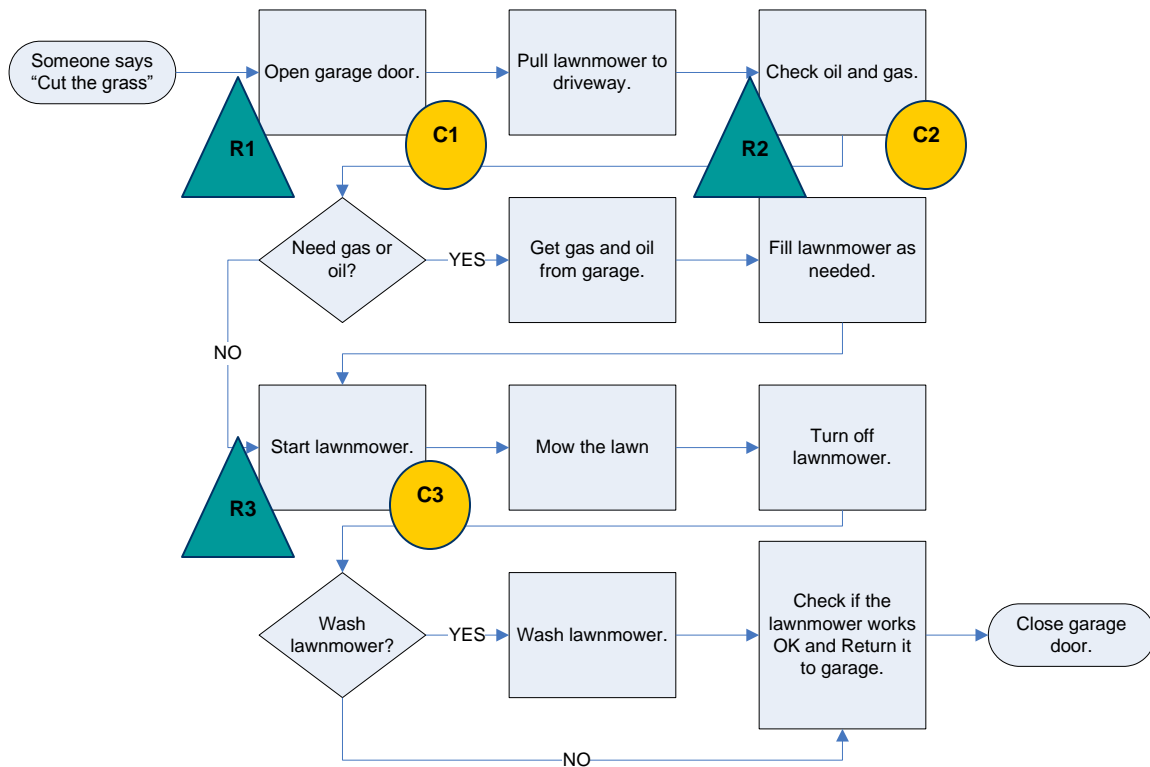 Someone says
“Cut the grass”
Open garage door.
Pull lawnmower to
driveway.
Check oil and gas.
R1
C1
R2
C2
Need gas or
oil?
YES
Get gas and oil
from garage.
Fill lawnmower as
needed.
NO
Start lawnmower.
Mow the lawn
Turn off
lawnmower.
R3
C3
Wash
lawnmower?
YES
Wash lawnmower.
Check if the
lawnmower works
OK and Return it
to garage.
Close garage
door.
NO